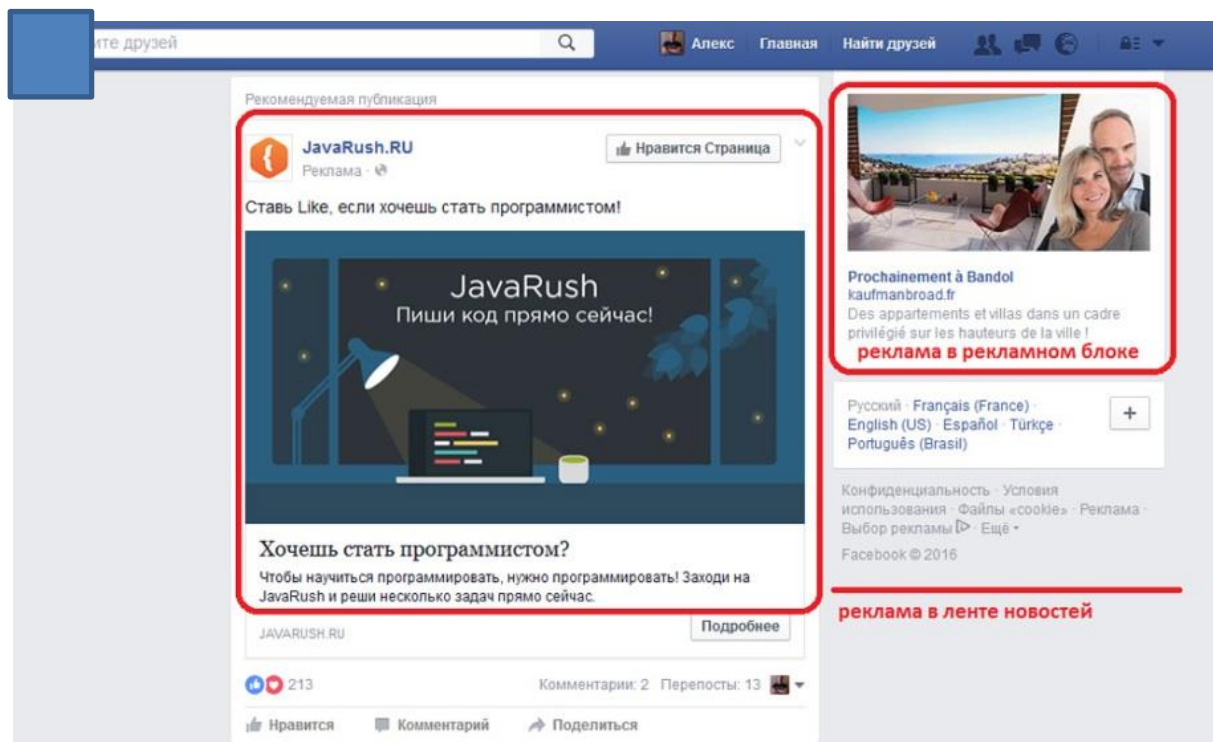 ите друзей
Алекс Главная Найти друзей
Рекомендуемая публикация
JavaRush.RU
Реклама ·
Нравится Страница
Ставь Like, если хочешь стать программистом!
JavaRush
Пиши код прямо сейчас!
Хочешь стать программистом?
Чтобы научиться программировать, нужно программировать! Заходи на
JavaRush и реши несколько задач прямо сейчас.
JAVARUSH.RU
Подробнее
213
Комментарии: 2 Перепосты: 13
Нравится Комментарий Поделиться
Prochainement à Bandol
kaufmanbroad.fr
Des appartements et villas dans un cadre
privilégié sur les hauteurs de la ville !
реклама в рекламном блоке
Русский · Français (France) ·
English (US) · Español · Türkçe ·
Português (Brasil)
+
Конфиденциальность · Условия
использования · Файлы «cookie» · Реклама ·
Выбор рекламы · Ещё
Facebook © 2016
реклама в ленте новостей